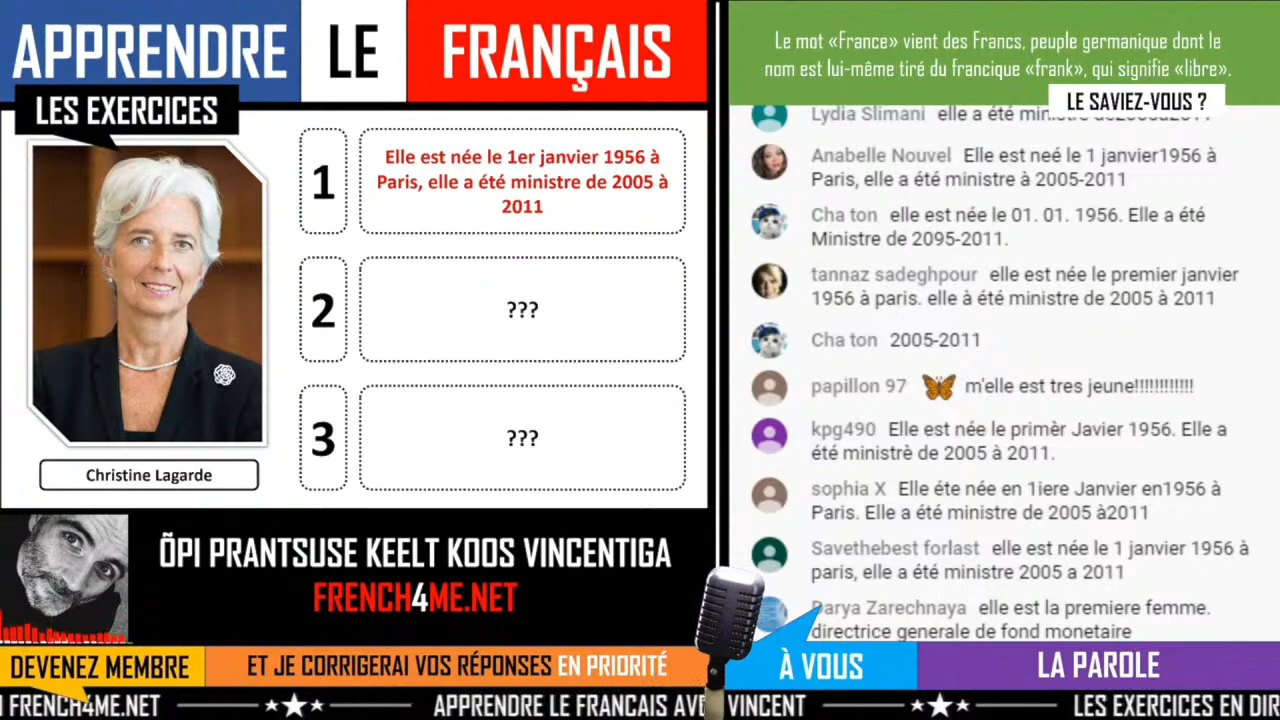 APPRENDRE LE FRANÇAIS
LES EXERCICES
1
Elle est née le 1er janvier 1956 à
Paris, elle a été ministre de 2005 à
2011
2
???
3
???
Christine Lagarde
ÕPI PRANTSUSE KEELT KOOS VINCENTIGA
FRENCH4ME.NET
DEVENEZ MEMBRE
ET JE CORRIGERAI VOS RÉPONSES EN PRIORITÉ
Le mot «France» vient des Francs, peuple germanique dont le
nom est lui-même tiré du francique «frank», qui signifie «libre».
LE SAVIEZ-VOUS ?
Lydia Slimani elle a été
Anabelle Nouvel Elle est neé le 1 janvier1956 à
Paris, elle a été ministre à 2005-2011
Cha ton elle est née le 01. 01. 1956. Elle a été
Ministre de 2095-2011.
tannaz sadeghpour elle est née le premier janvier
1956 à paris. elle à été ministre de 2005 à 2011
Cha ton 2005-2011
papillon 97 m'elle est tres jeune!!!!!!!!!!!!
kpg490 Elle est née le primèr Javier 1956. Elle a
été ministrè de 2005 à 2011.
sophia X Elle éte née en 1iere Janvier en1956 à
Paris. Elle a été ministre de 2005 à2011
Savethebest forlast elle est née le 1 janvier 1956 à
paris, elle a été ministre 2005 a 2011
Darya Zarechnaya elle est la premiere femme.
directrice generale de fond monetaire
À VOUS
LA PAROLE
FRENCH4ME.NET APPRENDRE LE FRANCAIS AVE VINCENT LES EXERCICES EN DIR